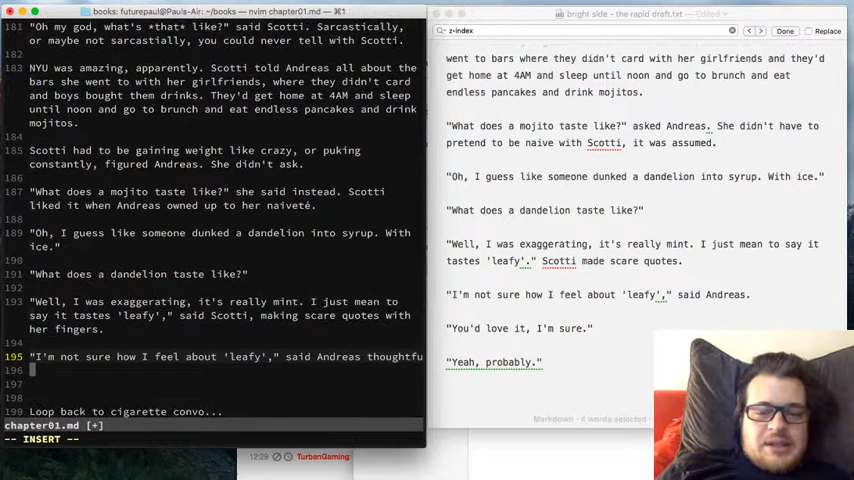 books: futurepaul@Pauls-Air: ~/books — nvim chapter01.md — ⌘1
181 "Oh my god, what's *that* like?" said Scotti. Sarcastically,
or maybe not sarcastially, you could never tell with Scotti.
182
183 NYU was amazing, apparently. Scotti told Andreas all about the
bars she went to with her girlfriends, where they didn't card
and boys bought them drinks. They'd get home at 4AM and sleep
until noon and go to brunch and eat endless pancakes and drink
mojitos.
184
185 Scotti had to be gaining weight like crazy, or puking
constantly, figured Andreas. She didn't ask.
186
187 "What does a mojito taste like?" she said instead. Scotti
liked it when Andreas owned up to her naiveté.
188
189 "Oh, I guess like someone dunked a dandelion into syrup. With
ice."
190
191 "What does a dandelion taste like?"
192
193 "Well, I was exaggerating, it's really mint. I just mean to
say it tastes 'leafy'," said Scotti, making scare quotes with
her fingers.
194
195 "I'm not sure how I feel about 'leafy'," said Andreas thoughtfu
196
197
198
199 Loop back to cigarette convo...
chapter01.md [+]
-- INSERT --
bright side - the rapid draft.txt — Edited
z-index
Done
Replace
went to bars where they didn't card with her girlfriends and they'd
get home at 4AM and sleep until noon and go to brunch and eat
endless pancakes and drink mojitos.
"What does a mojito taste like?" asked Andreas. She didn't have to
pretend to be naive with Scotti, it was assumed.
"Oh, I guess like someone dunked a dandelion into syrup. With ice."
"What does a dandelion taste like?"
"Well, I was exaggerating, it's really mint. I just mean to say it
tastes 'leafy'." Scotti made scare quotes.
"I'm not sure how I feel about 'leafy'," said Andreas.
"You'd love it, I'm sure."
"Yeah, probably."
Markdown
4 words selected
12:29
TurbanGaming: